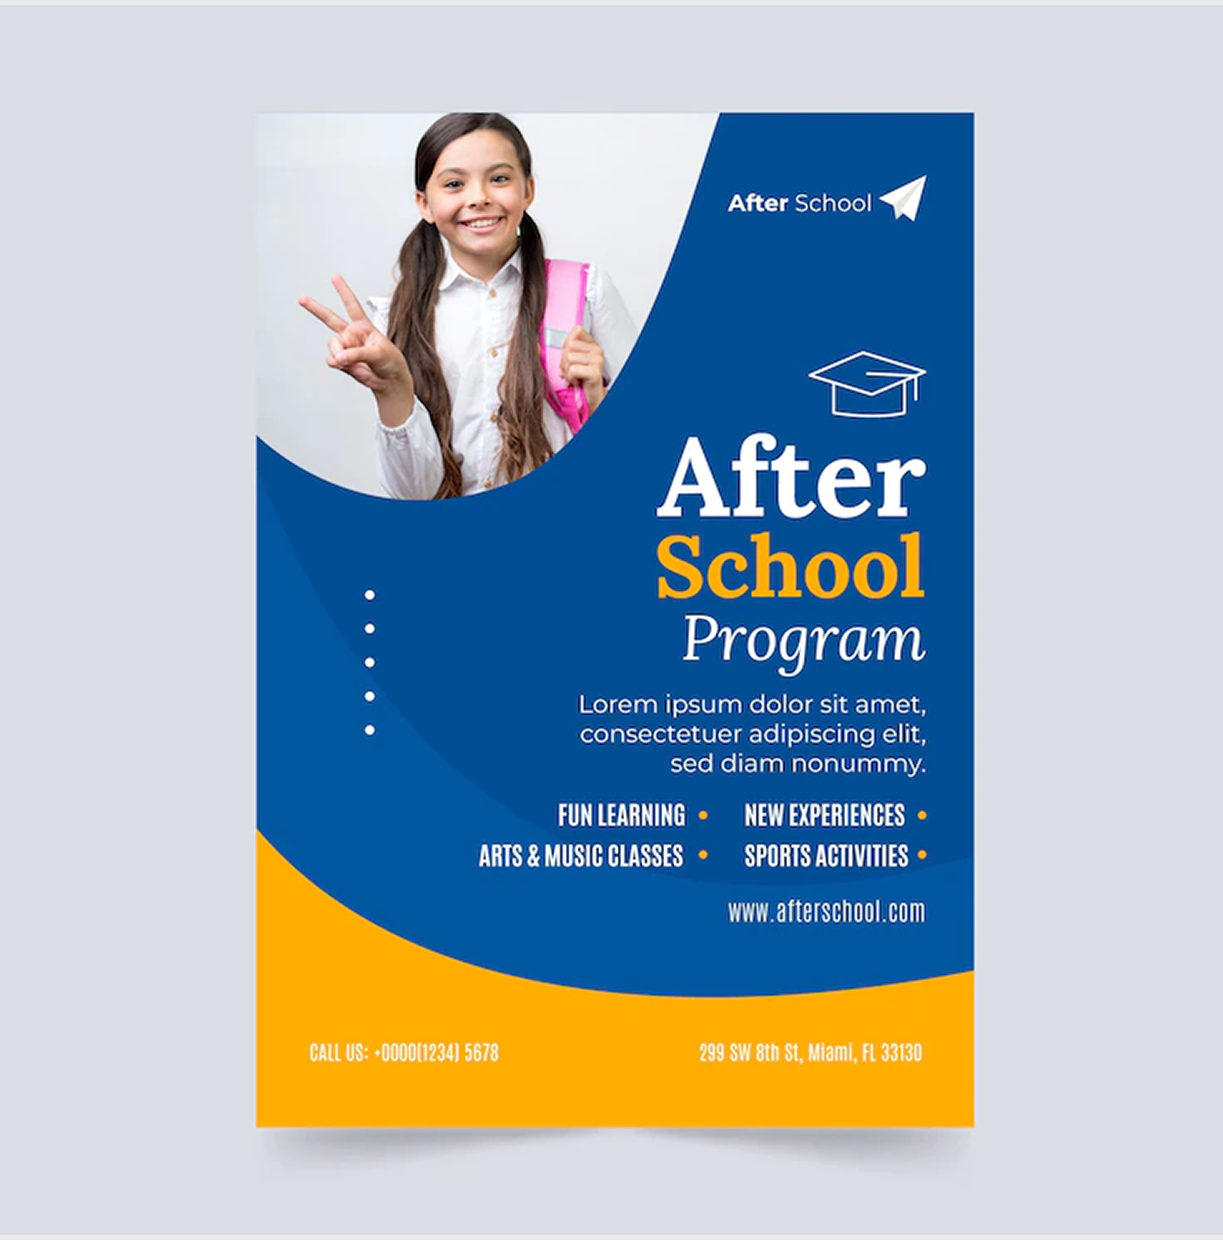 After School
After
School
Program
Lorem ipsum dolor sit amet,
consectetuer adipiscing elit,
sed diam nonummy.
FUN LEARNING • NEW EXPERIENCES •
ARTS & MUSIC CLASSES • SPORTS ACTIVITIES •
www.afterschool.com
CALL US: +0000(1234) 5678
299 SW 8th St, Miami, FL 33130